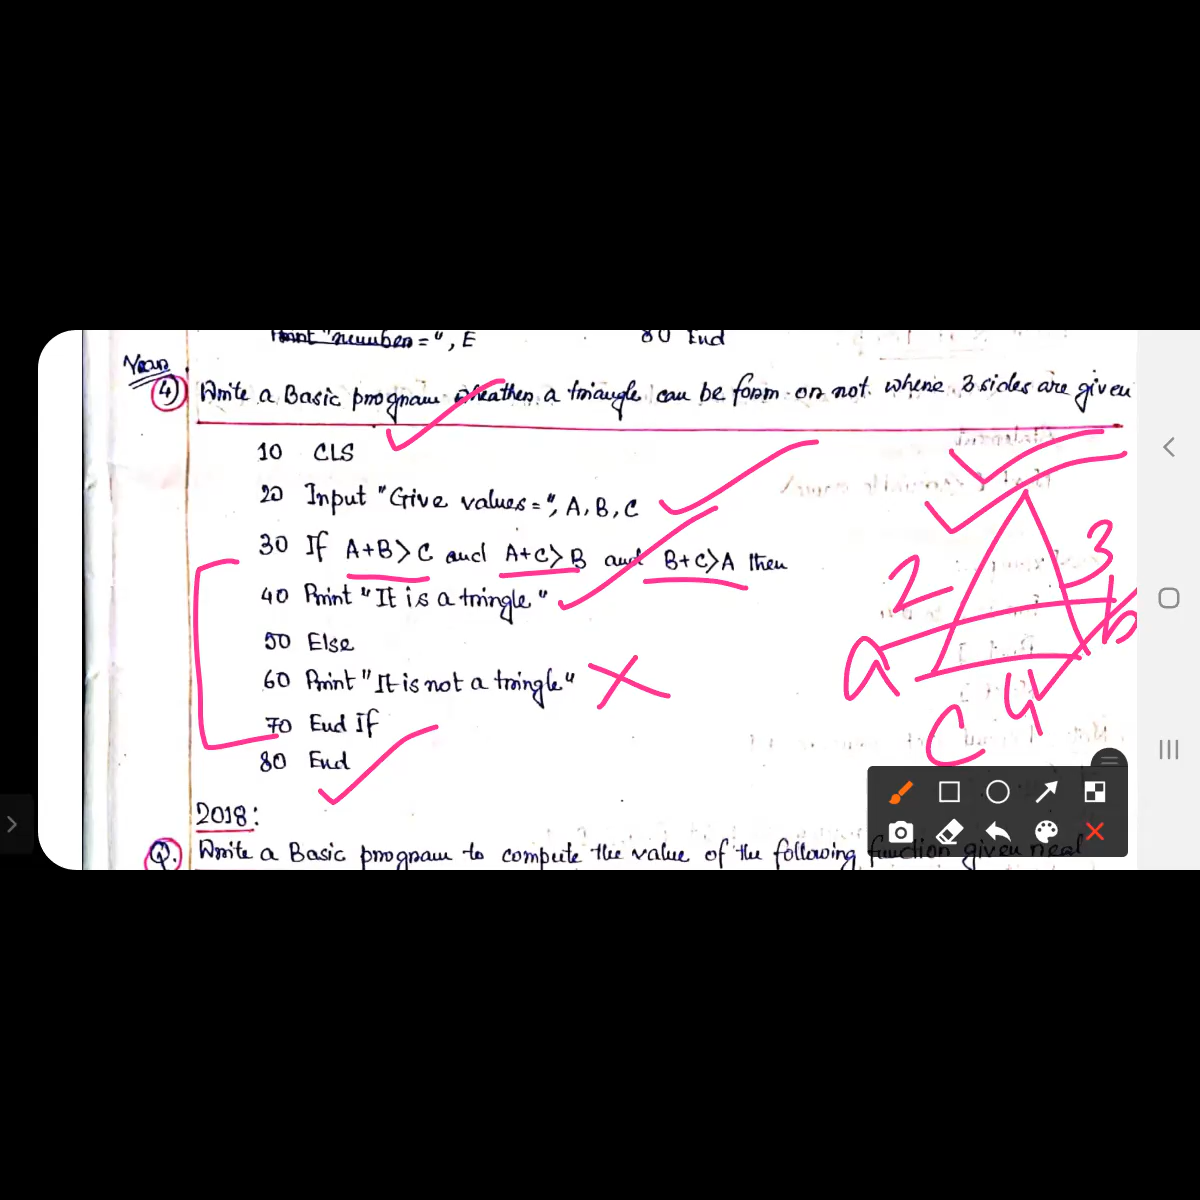 Print "number=", E 80 End
Year
4) Write a Basic program wheather a triangle can be form or not where 3 sides are given
10 CLS
20 Input "Give values=", A, B, C
30 If A+B>C and A+C>B and B+C>A then
40 Print "It is a tringle"
50 Else
60 Print "It is not a tringle"
70 End If
80 End
2 3
a b
4
C
2018:
Q. Write a Basic program to compute the value of the following function given real